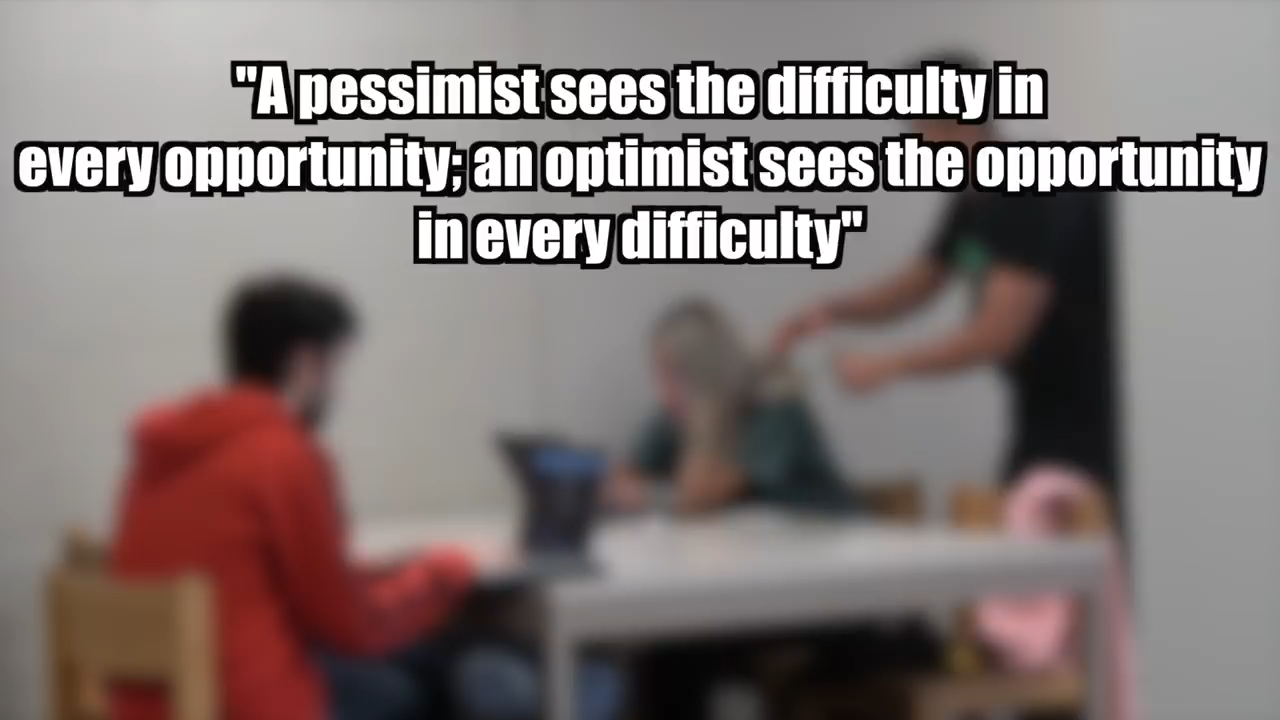 "A pessimist sees the difficulty in
every opportunity; an optimist sees the opportunity
in every difficulty"